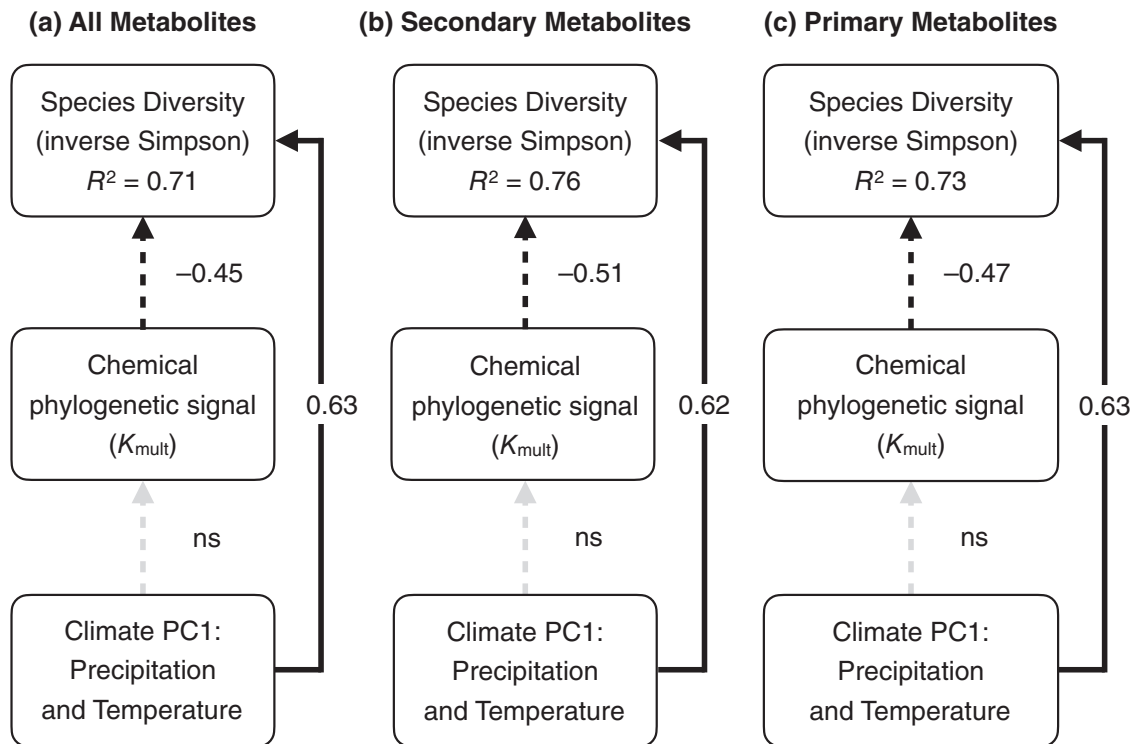 (a) All Metabolites
Species Diversity
(inverse Simpson)
R² = 0.71
–0.45
Chemical
phylogenetic signal
(Kmult)
0.63
ns
Climate PC1:
Precipitation
and Temperature
(b) Secondary Metabolites
Species Diversity
(inverse Simpson)
R² = 0.76
–0.51
Chemical
phylogenetic signal
(Kmult)
0.62
ns
Climate PC1:
Precipitation
and Temperature
(c) Primary Metabolites
Species Diversity
(inverse Simpson)
R² = 0.73
–0.47
Chemical
phylogenetic signal
(Kmult)
0.63
ns
Climate PC1:
Precipitation
and Temperature